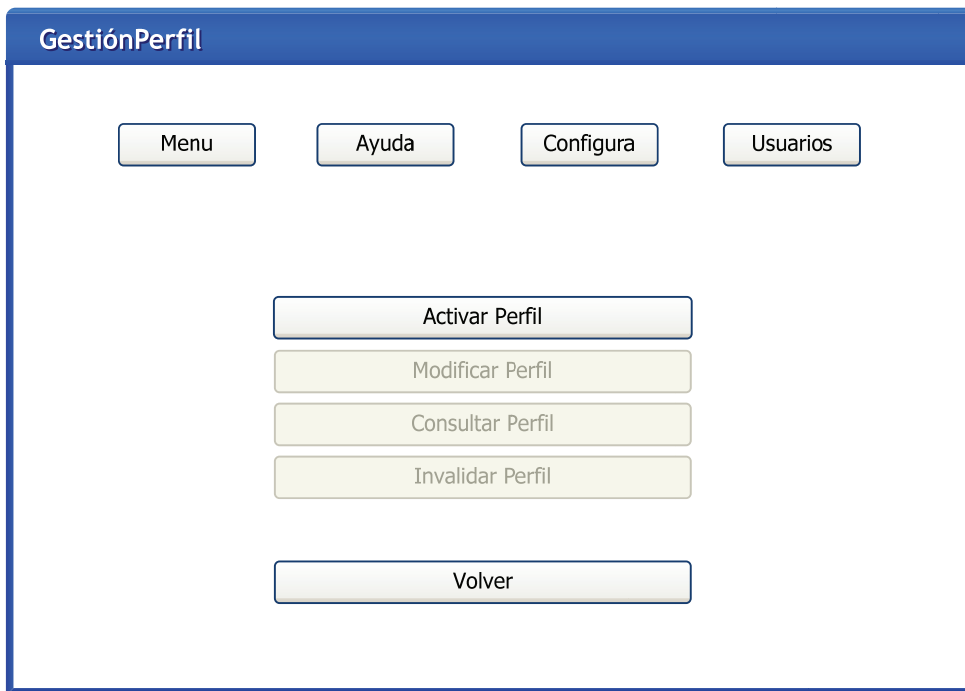 GestiónPerfil
Menu Ayuda Configura Usuarios
Activar Perfil
Modificar Perfil
Consultar Perfil
Invalidar Perfil
Volver